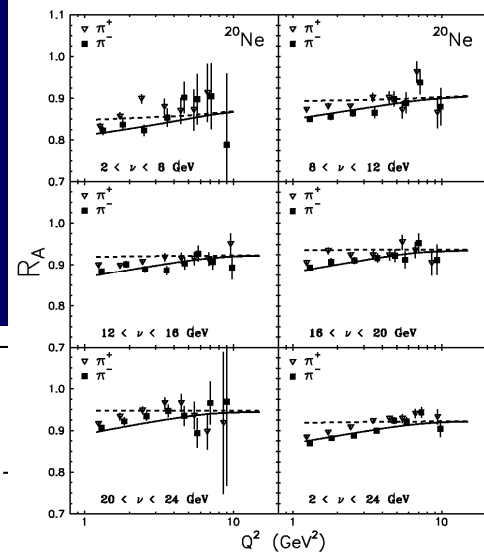 1.1
π+ 20Ne π+ 20Ne
π− π−
1.0
0.9
0.8
2 < ν < 8 GeV 8 < ν < 12 GeV
0.7
π+ π+
π− π−
1.0
0.9
RA
0.8
12 < ν < 16 GeV 16 < ν < 20 GeV
0.7
π+ π+
π− π−
1.0
0.9
0.8
20 < ν < 24 GeV 2 < ν < 24 GeV
0.7
1 10 1 10
Q2 (GeV2)